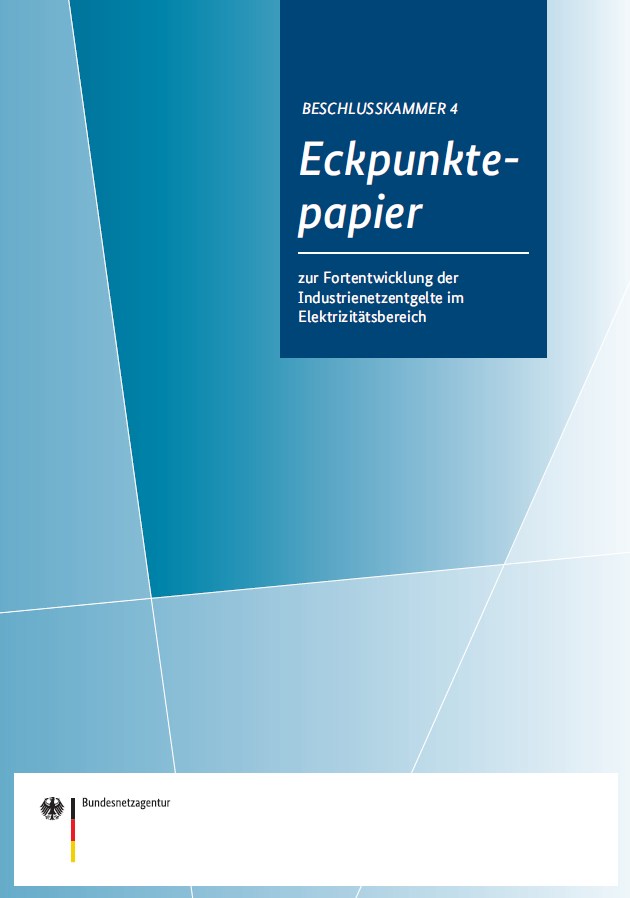 BESCHLUSSKAMMER 4
Eckpunkte-
papier
zur Fortentwicklung der
Industrienetzentgelte im
Elektrizitätsbereich
Bundesnetzagentur